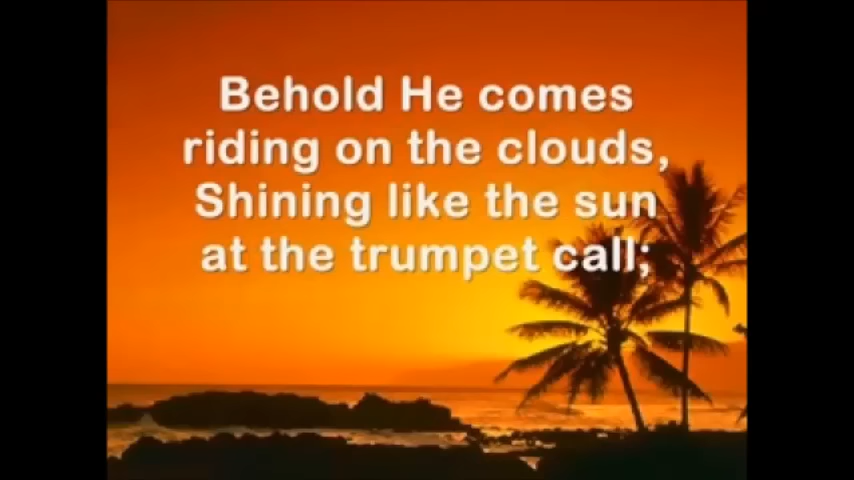 Behold He comes
riding on the clouds,
Shining like the sun
at the trumpet call;